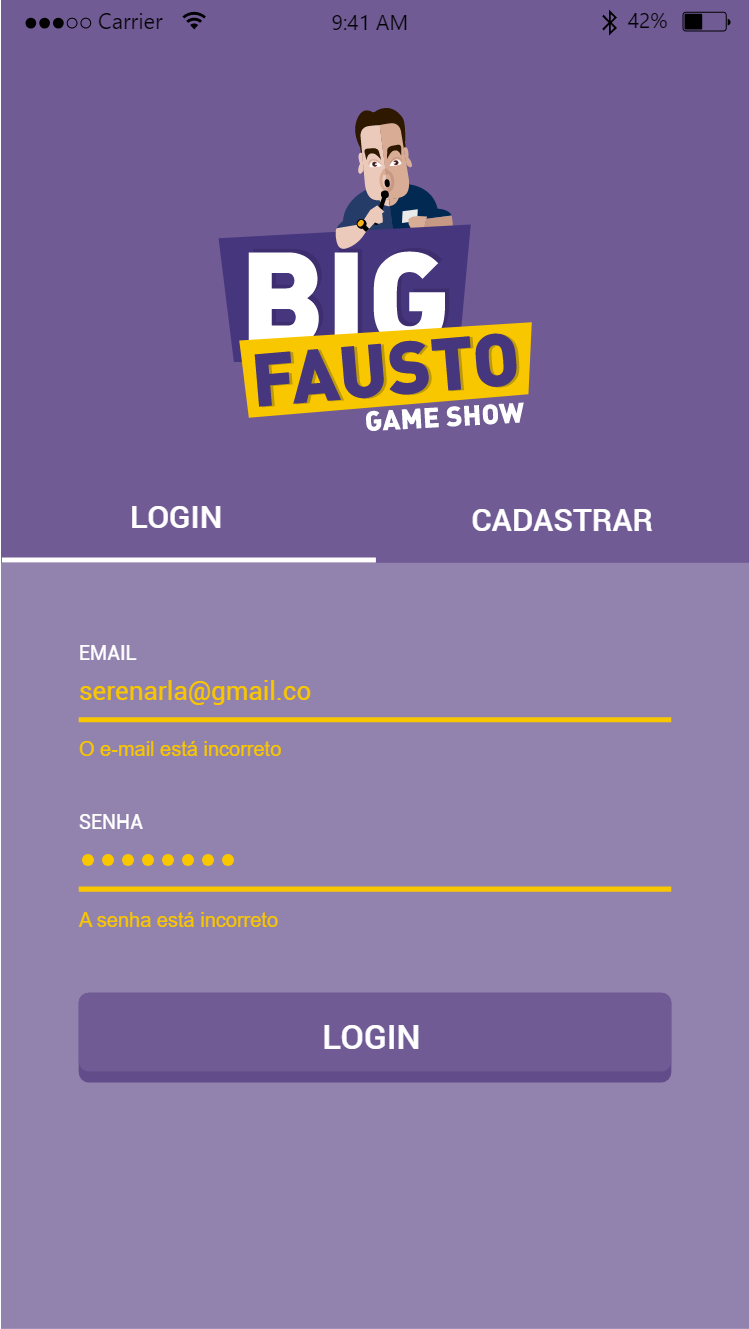 Carrier 9:41 AM 42%
BIG
FAUSTO
GAME SHOW
LOGIN CADASTRAR
EMAIL
serenarla@gmail.co
O e-mail está incorreto
SENHA
A senha está incorreto
LOGIN